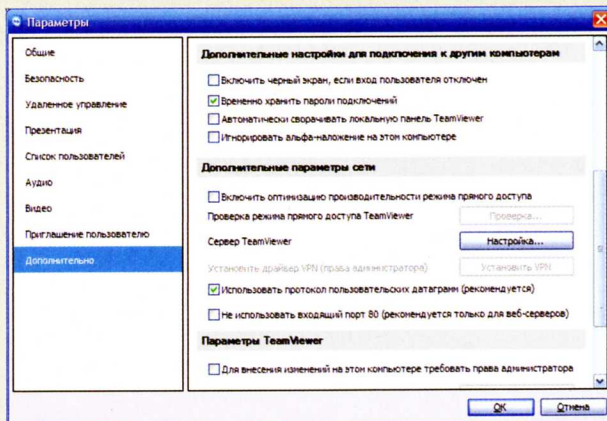 Параметры
Общие
Безопасность
Удаленное управление
Презентация
Список пользователей
Аудио
Видео
Приглашение пользователю
Дополнительно
Дополнительные настройки для подключения к другим компьютерам
Включить черный экран, если вход пользователя отключен
Временно хранить пароли подключений
Автоматически сворачивать локальную панель TeamViewer
Игнорировать альфа-наложение на этом компьютере
Дополнительные параметры сети
Включить оптимизацию производительности режима прямого доступа
Проверка режима прямого доступа TeamViewer
Проверка...
Сервер TeamViewer
Настройка...
Установить драйвер VPN (права администратора)
Установить VPN
Использовать протокол пользовательских датаграмм (рекомендуется)
Не использовать входящий порт 80 (рекомендуется только для веб-серверов)
Параметры TeamViewer
Для внесения изменений на этом компьютере требовать права администратора
OK
Отмена